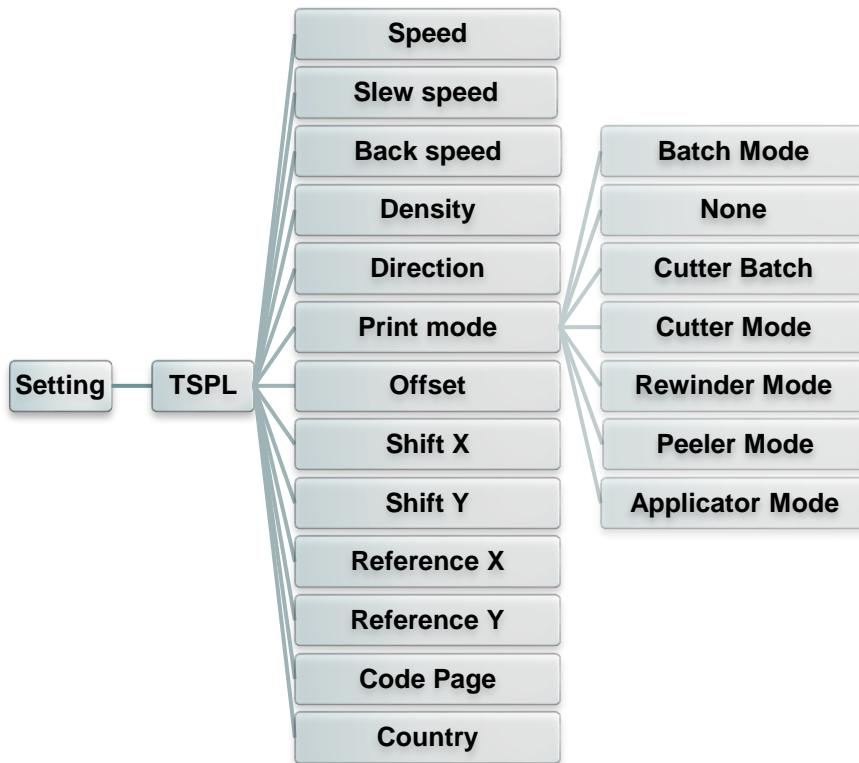 Setting
TSPL
Speed
Slew speed
Back speed
Density
Direction
Print mode
Offset
Shift X
Shift Y
Reference X
Reference Y
Code Page
Country
Batch Mode
None
Cutter Batch
Cutter Mode
Rewinder Mode
Peeler Mode
Applicator Mode